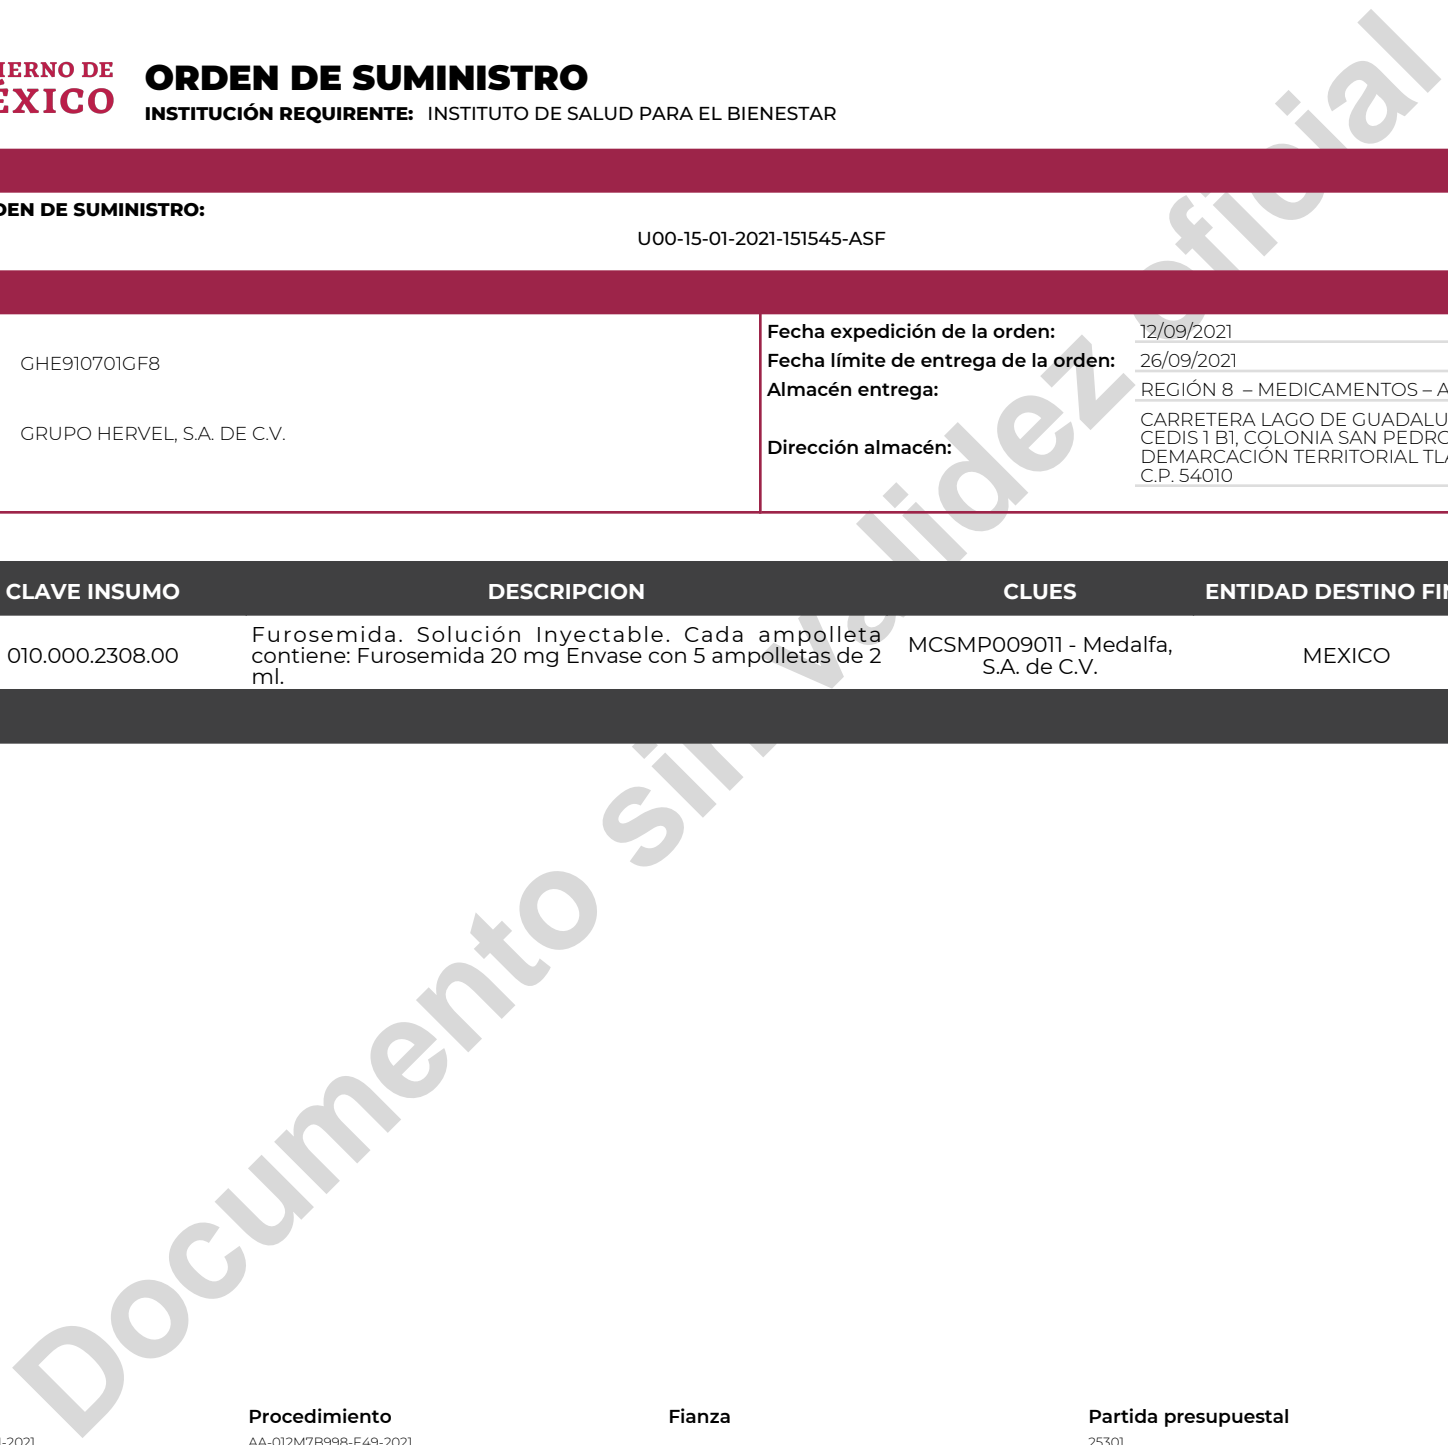 ORDEN DE SUMINISTRO
INSTITUCIÓN REQUIRENTE: INSTITUTO DE SALUD PARA EL BIENESTAR
DE
ÉXICO
DE SUMINISTRO:
U00-15-01-2021-151545-ASF
GHE910701GF8
GRUPO HERVEL, S.A. DE C.V.
Fecha expedición de la orden: 12/09/2021
Fecha límite de entrega de la orden: 26/09/2021
Almacén entrega: REGIÓN 8 – MEDICAMENTOS – A
Dirección almacén:
CARRETERA LAGO DE GUADALU
CEDIS 1 B1, COLONIA SAN PEDRO
DEMARCACIÓN TERRITORIAL TLA
C.P. 54010
CLAVE INSUMO DESCRIPCION CLUES ENTIDAD DESTINO
010.000.2308.00
Furosemida. Solución Inyectable. Cada ampolleta
contiene: Furosemida 20 mg Envase con 5 ampolletas de 2
ml.
MCSMP009011 - Medalfa,
S.A. de C.V.
MEXICO
Documento sin validez oficial
Procedimiento Fianza Partida presupuestal
-2021 AA-012M7B998-E49-2021 25301